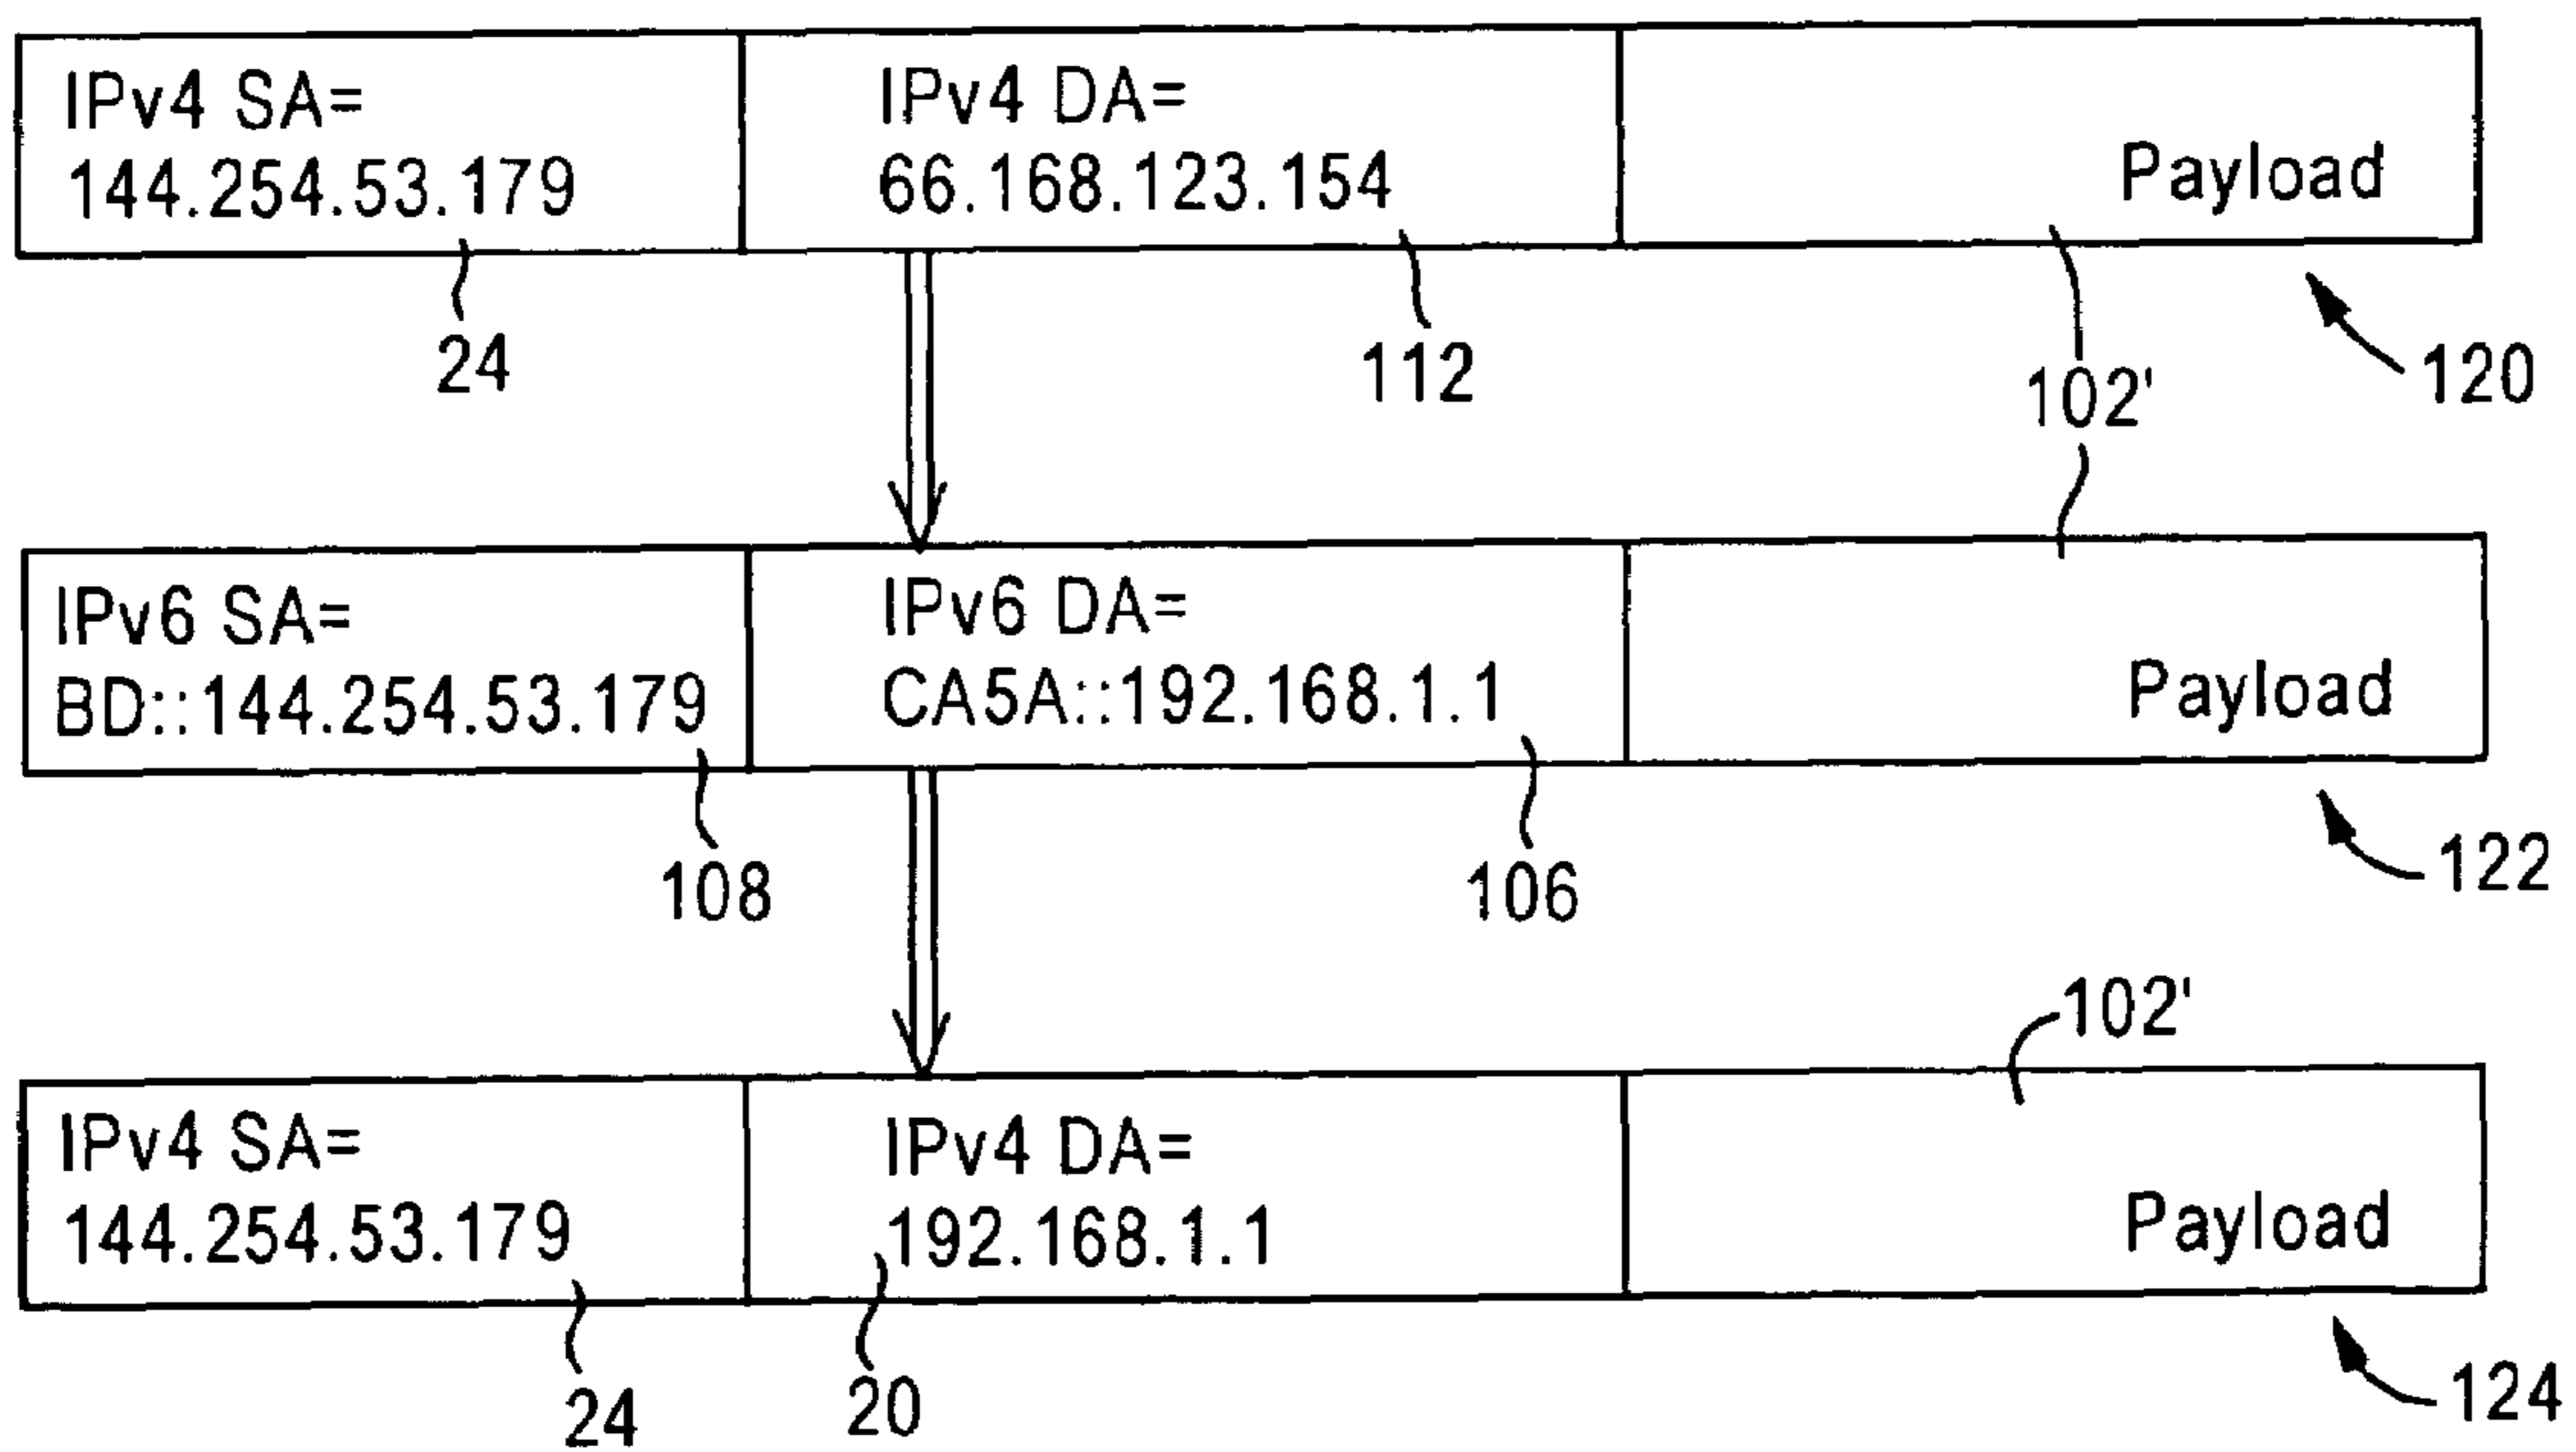 IPv4 SA=
144.254.53.179
IPv4 DA=
66.168.123.154
Payload
24
112
102'
120
IPv6 SA=
BD::144.254.53.179
IPv6 DA=
CA5A::192.168.1.1
Payload
108
106
122
102'
IPv4 SA=
144.254.53.179
IPv4 DA=
192.168.1.1
Payload
24
20
124